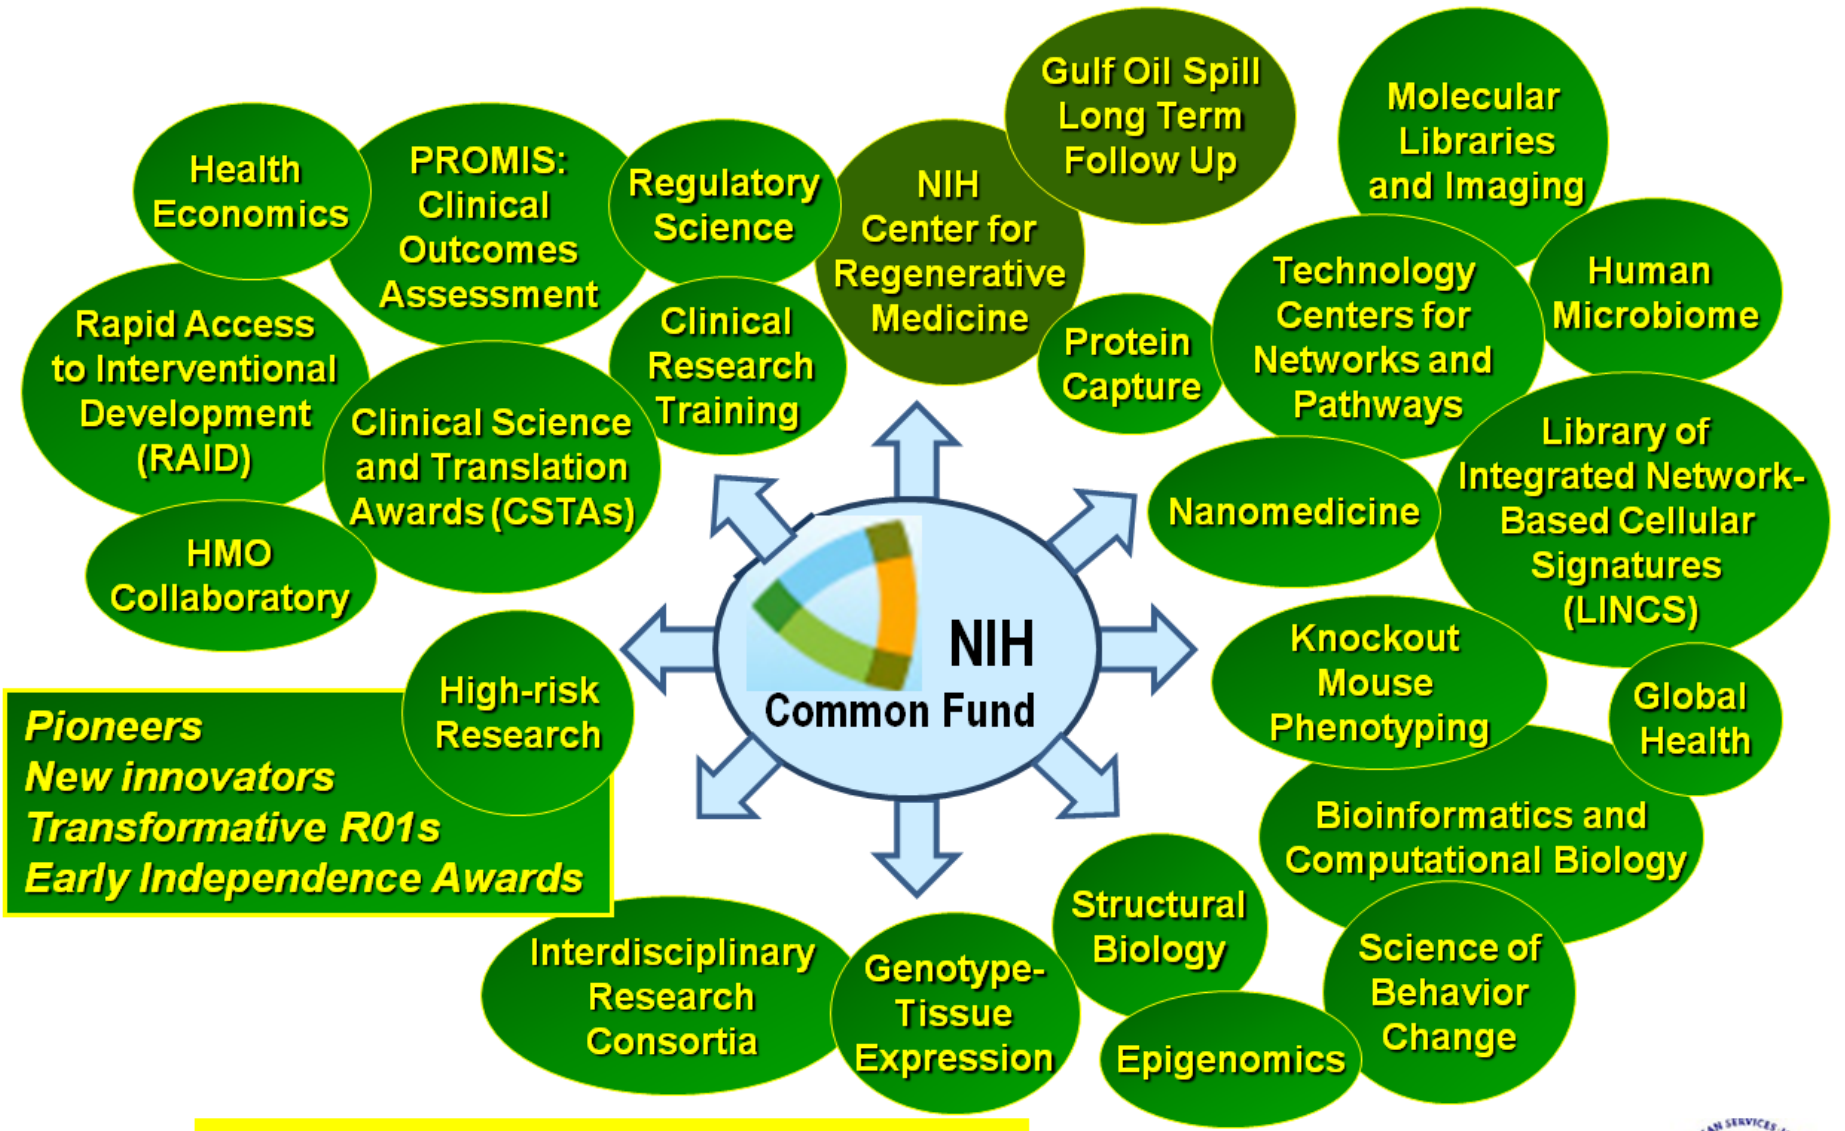 Health
Economics
PROMIS:
Clinical
Outcomes
Assessment
Regulatory
Science
NIH
Center for
Regenerative
Medicine
Gulf Oil Spill
Long Term
Follow Up
Molecular
Libraries
and Imaging
Rapid Access
to Interventional
Development
(RAID)
Clinical Science
and Translation
Awards (CSTAs)
Clinical
Research
Training
Protein
Capture
Technology
Centers for
Networks and
Pathways
Human
Microbiome
HMO
Collaboratory
Nanomedicine
Library of
Integrated Network-
Based Cellular
Signatures
(LINCS)
High-risk
Research
NIH
Common Fund
Knockout
Mouse
Phenotyping
Global
Health
Pioneers
New innovators
Transformative R01s
Early Independence Awards
Bioinformatics and
Computational Biology
Interdisciplinary
Research
Consortia
Genotype-
Tissue
Expression
Structural
Biology
Epigenomics
Science of
Behavior
Change
SERVICES